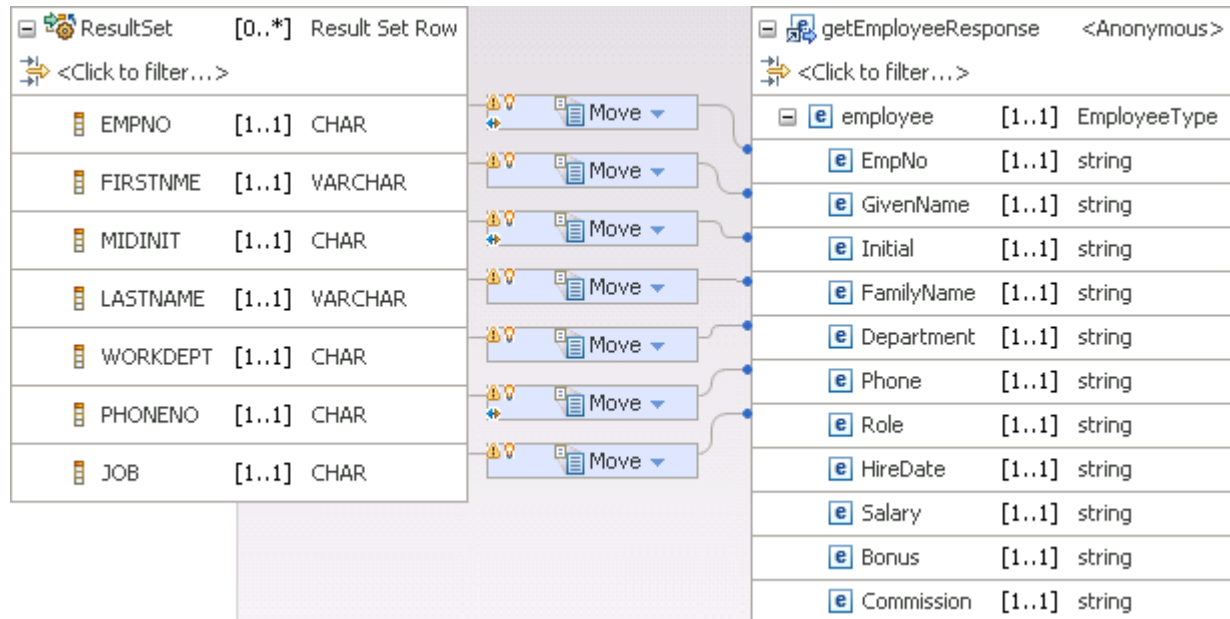 ResultSet [0..*] Result Set Row
<Click to filter...>
EMPNO [1..1] CHAR
FIRSTNME [1..1] VARCHAR
MIDINIT [1..1] CHAR
LASTNAME [1..1] VARCHAR
WORKDEPT [1..1] CHAR
PHONENO [1..1] CHAR
JOB [1..1] CHAR
Move
Move
Move
Move
Move
Move
Move
getEmployeeResponse <Anonymous>
<Click to filter...>
employee [1..1] EmployeeType
EmpNo [1..1] string
GivenName [1..1] string
Initial [1..1] string
FamilyName [1..1] string
Department [1..1] string
Phone [1..1] string
Role [1..1] string
HireDate [1..1] string
Salary [1..1] string
Bonus [1..1] string
Commission [1..1] string